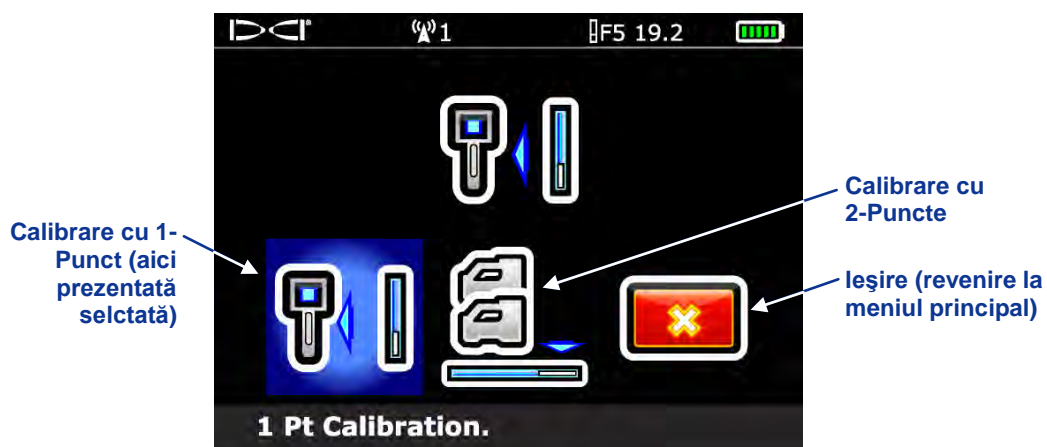 1
F5 19.2
Calibrare cu
2-Puncte
Calibrare cu 1-
Punct (aici
prezentată
selctată)
Ieşire (revenire la
meniul principal)
1 Pt Calibration.